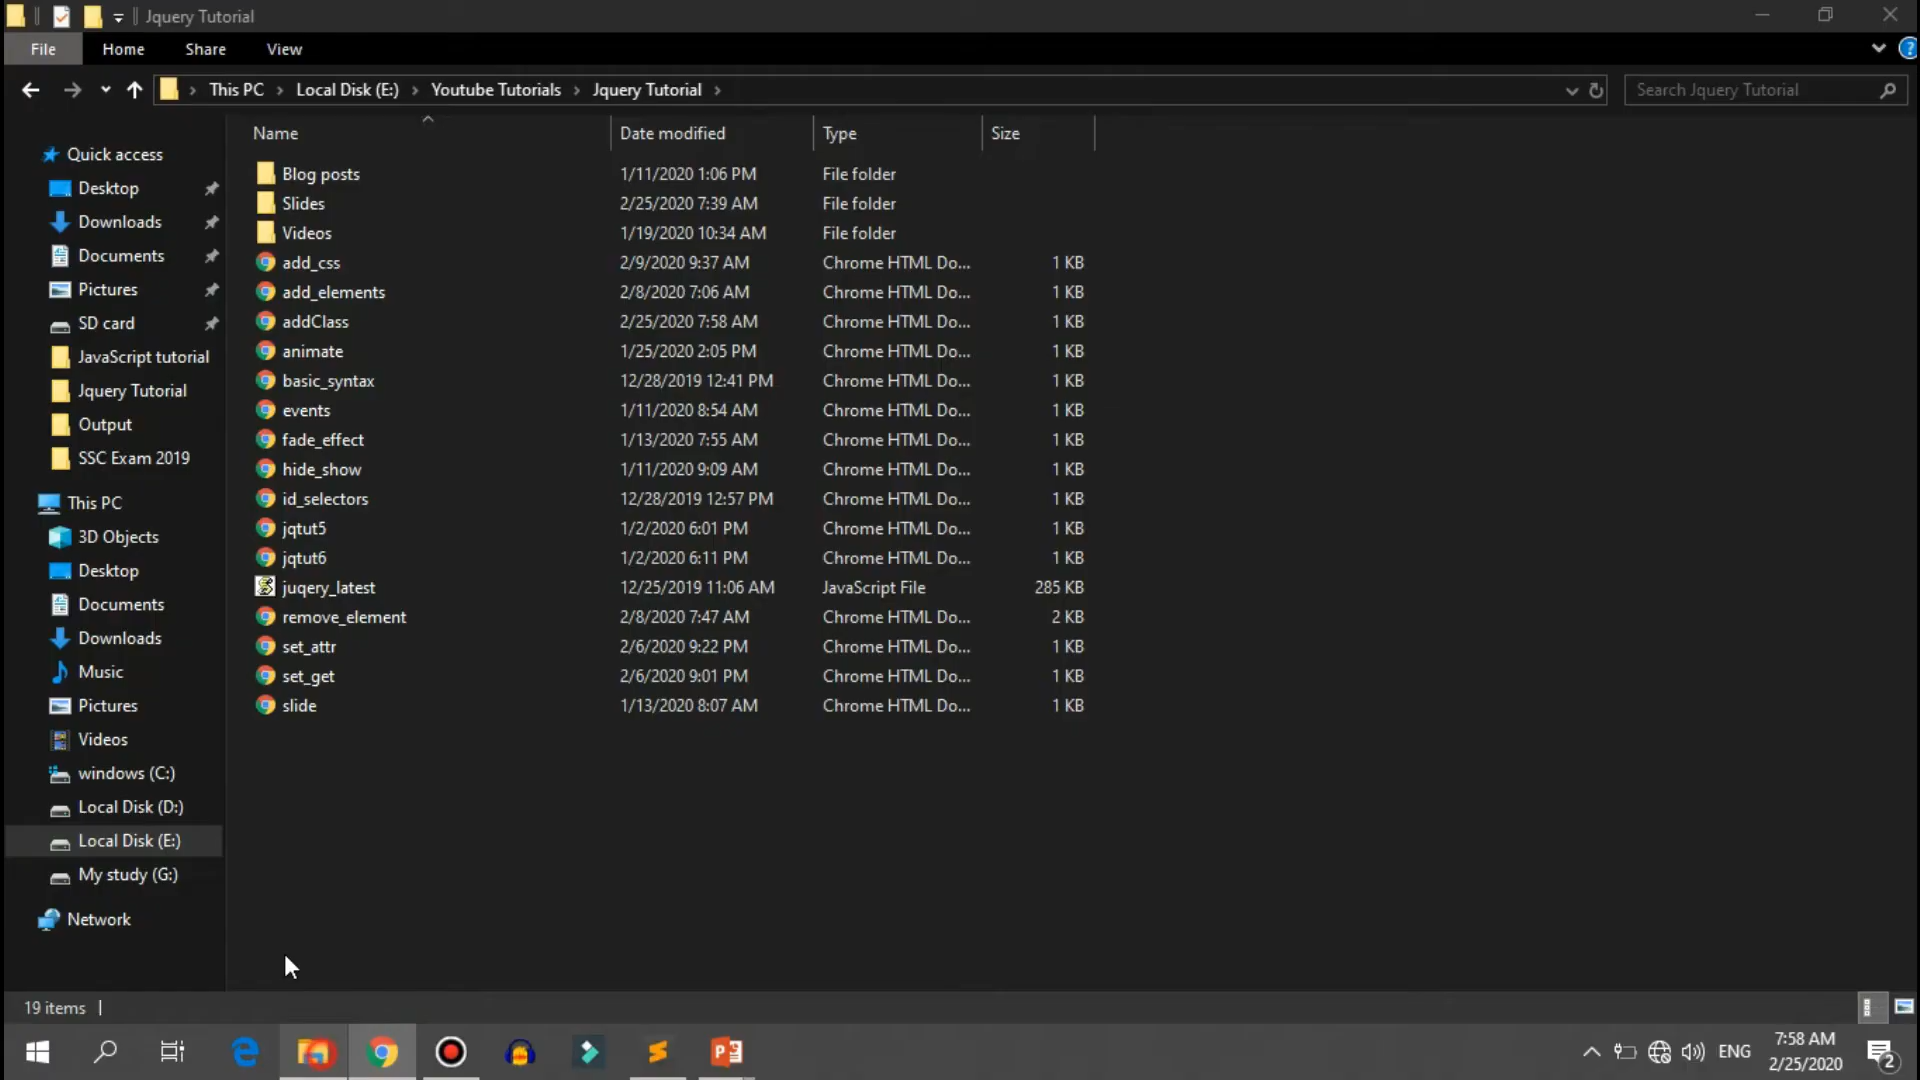 Jquery Tutorial
File Home Share View
This PC Local Disk (E:) Youtube Tutorials Jquery Tutorial
Search Jquery Tutorial
Name Date modified Type Size
Quick access
Desktop
Downloads
Documents
Pictures
SD card
JavaScript tutorial
Jquery Tutorial
Output
SSC Exam 2019
This PC
3D Objects
Desktop
Documents
Downloads
Music
Pictures
Videos
windows (C:)
Local Disk (D:)
Local Disk (E:)
My study (G:)
Network
Blog posts 1/11/2020 1:06 PM File folder
Slides 2/25/2020 7:39 AM File folder
Videos 1/19/2020 10:34 AM File folder
add_css 2/9/2020 9:37 AM Chrome HTML Do... 1 KB
add_elements 2/8/2020 7:06 AM Chrome HTML Do... 1 KB
addClass 2/25/2020 7:58 AM Chrome HTML Do... 1 KB
animate 1/25/2020 2:05 PM Chrome HTML Do... 1 KB
basic_syntax 12/28/2019 12:41 PM Chrome HTML Do... 1 KB
events 1/11/2020 8:54 AM Chrome HTML Do... 1 KB
fade_effect 1/13/2020 7:55 AM Chrome HTML Do... 1 KB
hide_show 1/11/2020 9:09 AM Chrome HTML Do... 1 KB
id_selectors 12/28/2019 12:57 PM Chrome HTML Do... 1 KB
jqtut5 1/2/2020 6:01 PM Chrome HTML Do... 1 KB
jqtut6 1/2/2020 6:11 PM Chrome HTML Do... 1 KB
juqery_latest 12/25/2019 11:06 AM JavaScript File 285 KB
remove_element 2/8/2020 7:47 AM Chrome HTML Do... 2 KB
set_attr 2/6/2020 9:22 PM Chrome HTML Do... 1 KB
set_get 2/6/2020 9:01 PM Chrome HTML Do... 1 KB
slide 1/13/2020 8:07 AM Chrome HTML Do... 1 KB
19 items
ENG
7:58 AM
2/25/2020
2